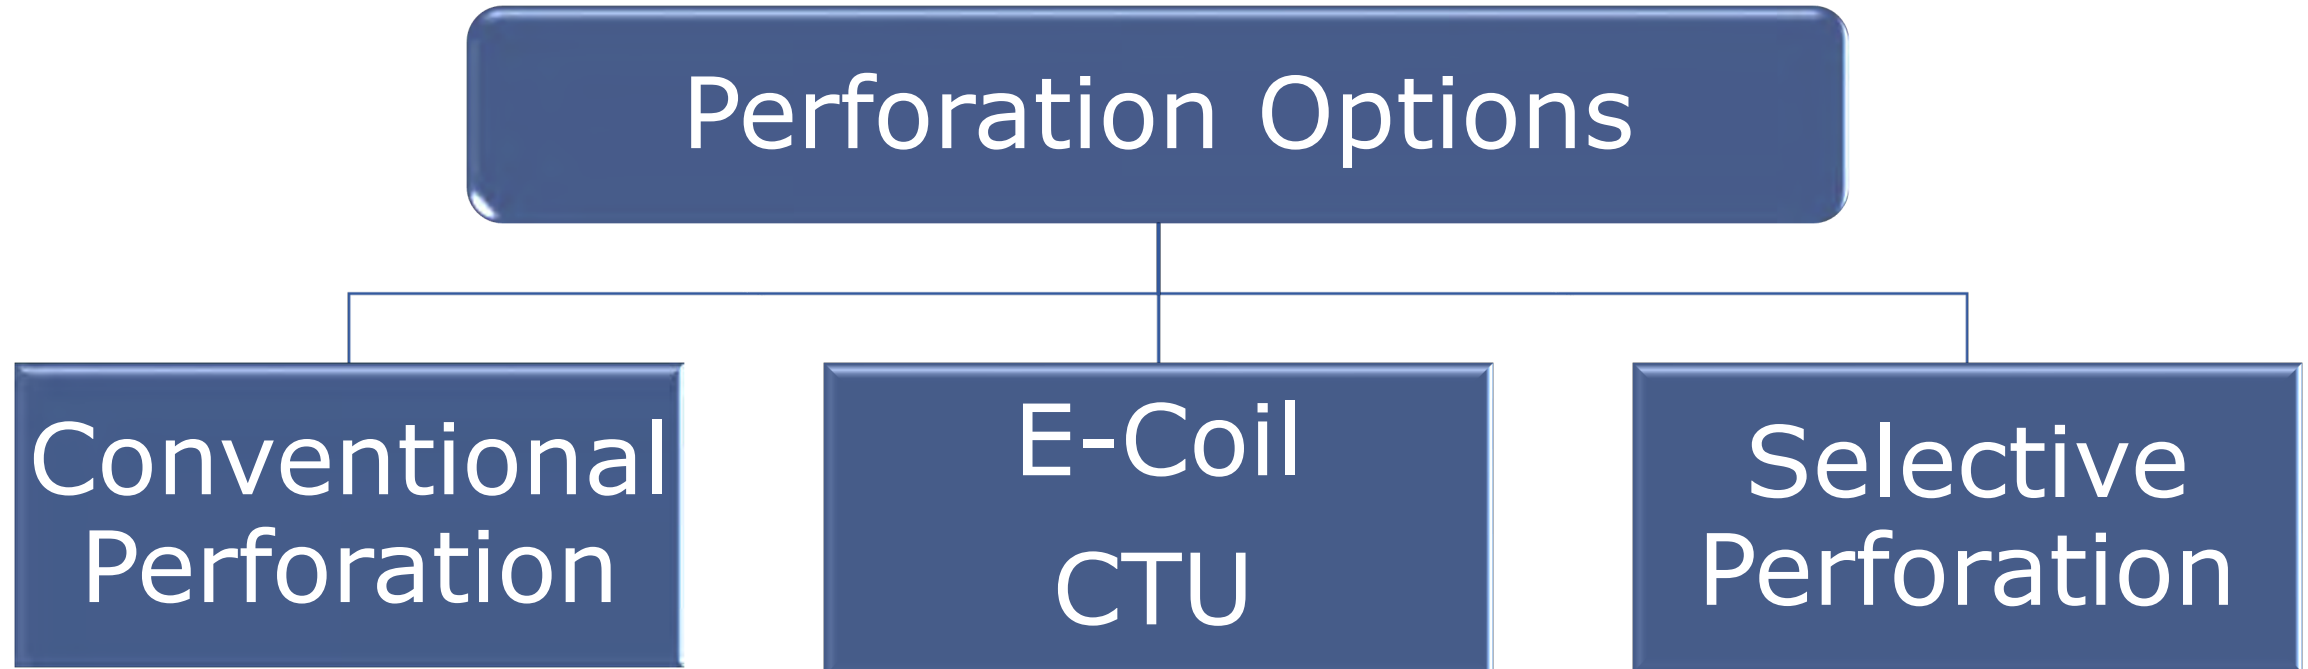 Perforation Options
Conventional
Perforation
E-Coil
CTU
Selective
Perforation